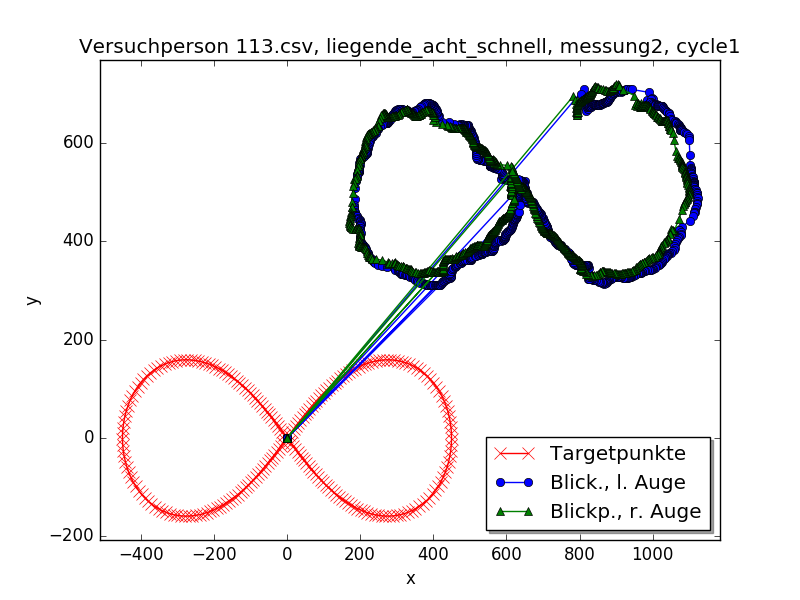 Versuchperson 113.csv, liegende_acht_schnell, messung2, cycle1
600
400
y
200
0
−200
Targetpunkte
Blick., l. Auge
Blickp., r. Auge
−400 −200 0 200 400 600 800 1000
x